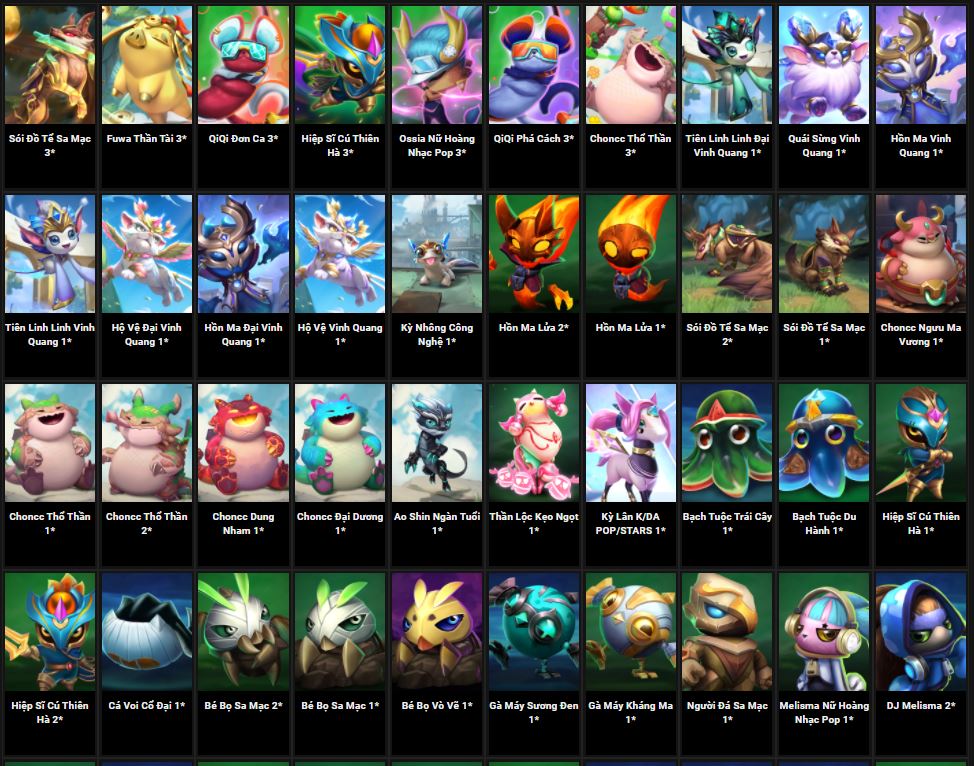 Sói Đồ Tể Sa Mạc
3*
Fuwa Thần Tài 3*
QiQi Đơn Ca 3*
Hiệp Sĩ Cú Thiên
Hà 3*
Ossia Nữ Hoàng
Nhạc Pop 3*
QiQi Phá Cách 3*
Choncc Thổ Thần
3*
Tiên Linh Linh Đại
Vinh Quang 1*
Quái Sừng Vinh
Quang 1*
Hồn Ma Vinh
Quang 1*
Tiên Linh Linh Vinh
Quang 1*
Hộ Vệ Đại Vinh
Quang 1*
Hồn Ma Đại Vinh
Quang 1*
Hộ Vệ Vinh Quang
1*
Kỳ Nhông Công
Nghệ 1*
Hồn Ma Lửa 2*
Hồn Ma Lửa 1*
Sói Đồ Tể Sa Mạc
2*
Sói Đồ Tể Sa Mạc
1*
Choncc Ngưu Ma
Vương 1*
Choncc Thổ Thần
1*
Choncc Thổ Thần
2*
Choncc Dung
Nham 1*
Choncc Đại Dương
1*
Ao Shin Ngàn Tuổi
1*
Thần Lộc Kẹo Ngọt
1*
Kỳ Lân K/DA
POP/STARS 1*
Bạch Tuộc Trái Cây
1*
Bạch Tuộc Du
Hành 1*
Hiệp Sĩ Cú Thiên
Hà 1*
Hiệp Sĩ Cú Thiên
Hà 2*
Cá Voi Cổ Đại 1*
Bé Bọ Sa Mạc 2*
Bé Bọ Sa Mạc 1*
Bé Bọ Vò Vẽ 1*
Gà Máy Sương Đen
1*
Gà Máy Kháng Ma
1*
Người Đá Sa Mạc
1*
Melisma Nữ Hoàng
Nhạc Pop 1*
DJ Melisma 2*